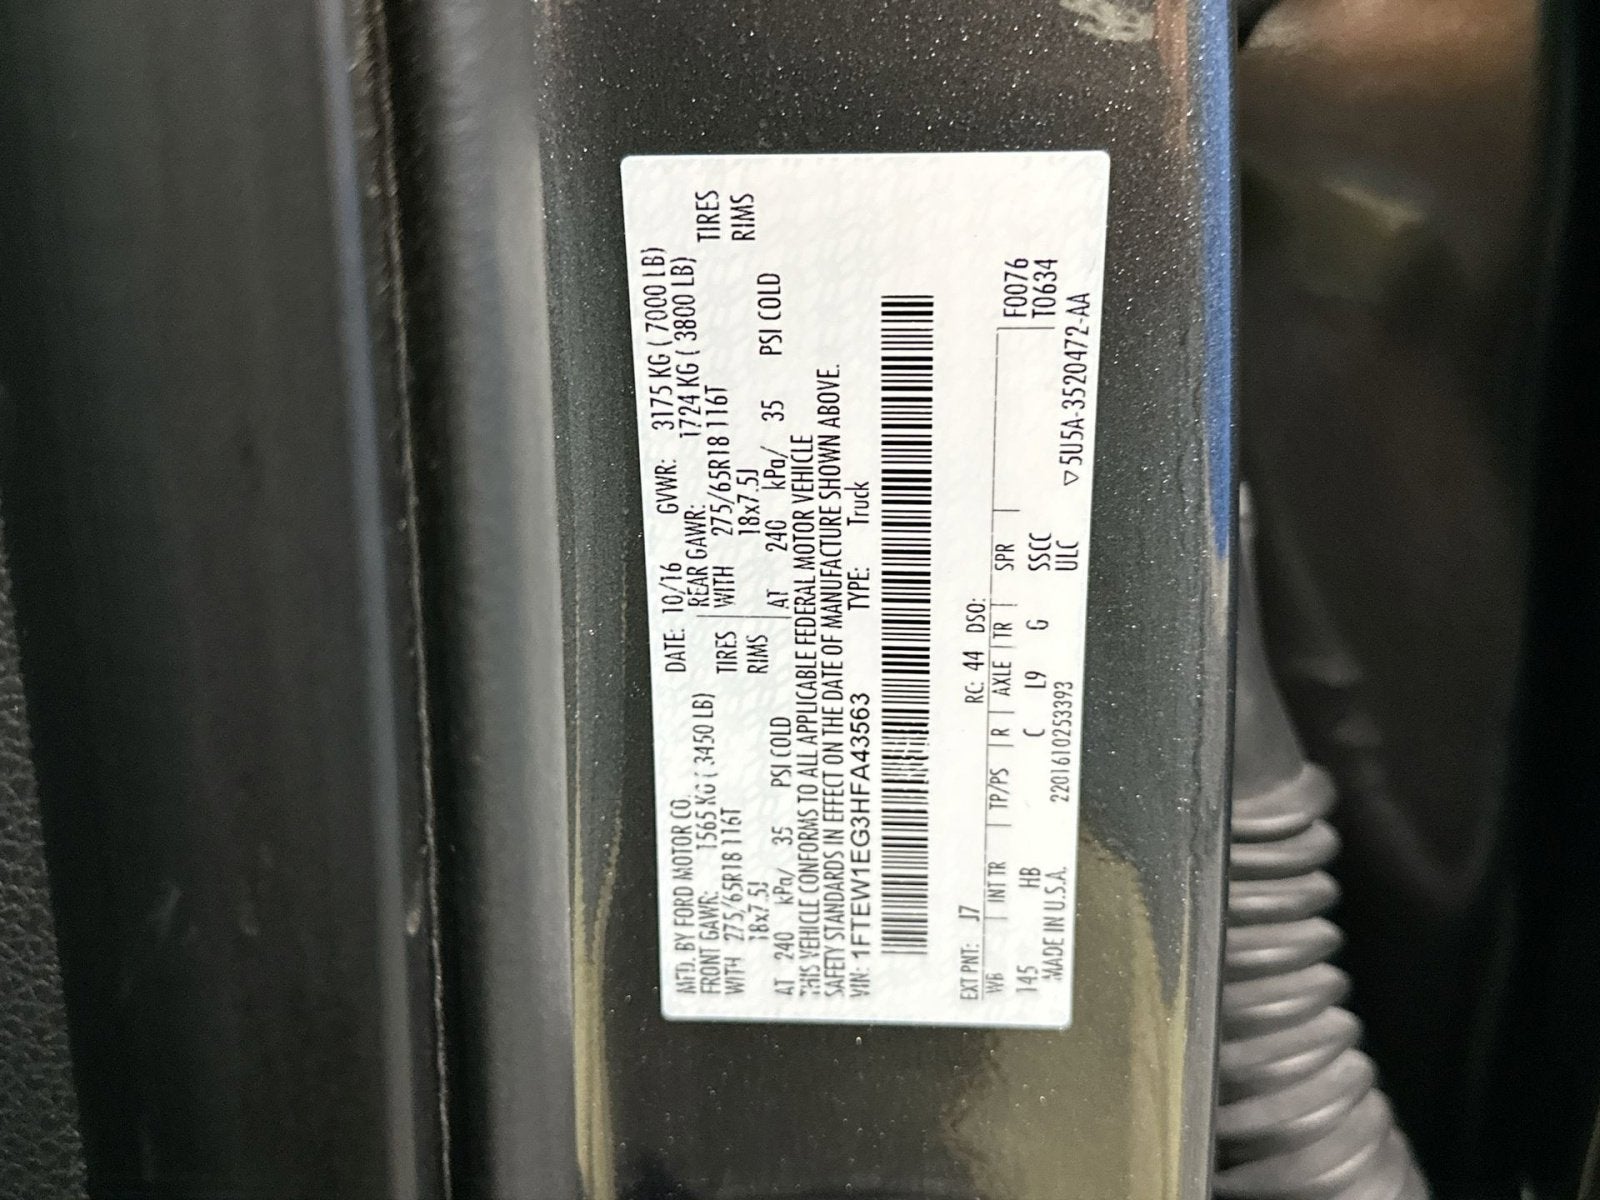 MFD. BY FORD MOTOR CO. DATE: 10/16 GVWR: 3175 KG ( 7000 LB)
FRONT GAWR: 1565 KG ( 3450 LB) REAR GAWR: 1724 KG ( 3800 LB)
WITH 275/65R18 116T TIRES WITH 275/65R18 116T TIRES
18x7.5J RIMS 18x7.5J RIMS
AT 240 kPa/ 35 PSI COLD AT 240 kPa/ 35 PSI COLD
THIS VEHICLE CONFORMS TO ALL APPLICABLE FEDERAL MOTOR VEHICLE
SAFETY STANDARDS IN EFFECT ON THE DATE OF MANUFACTURE SHOWN ABOVE.
VIN: 1FTEW1EG3HFA43563 TYPE: Truck
EXT PNT: J7 RC: 44 DSO:
WB INT TR TP/PS R AXLE TR SPR F0076
145 HB C L9 G SSCC T0634
ULC
MADE IN U.S.A. 2201610253393 ▽5U5A-3520472-AA